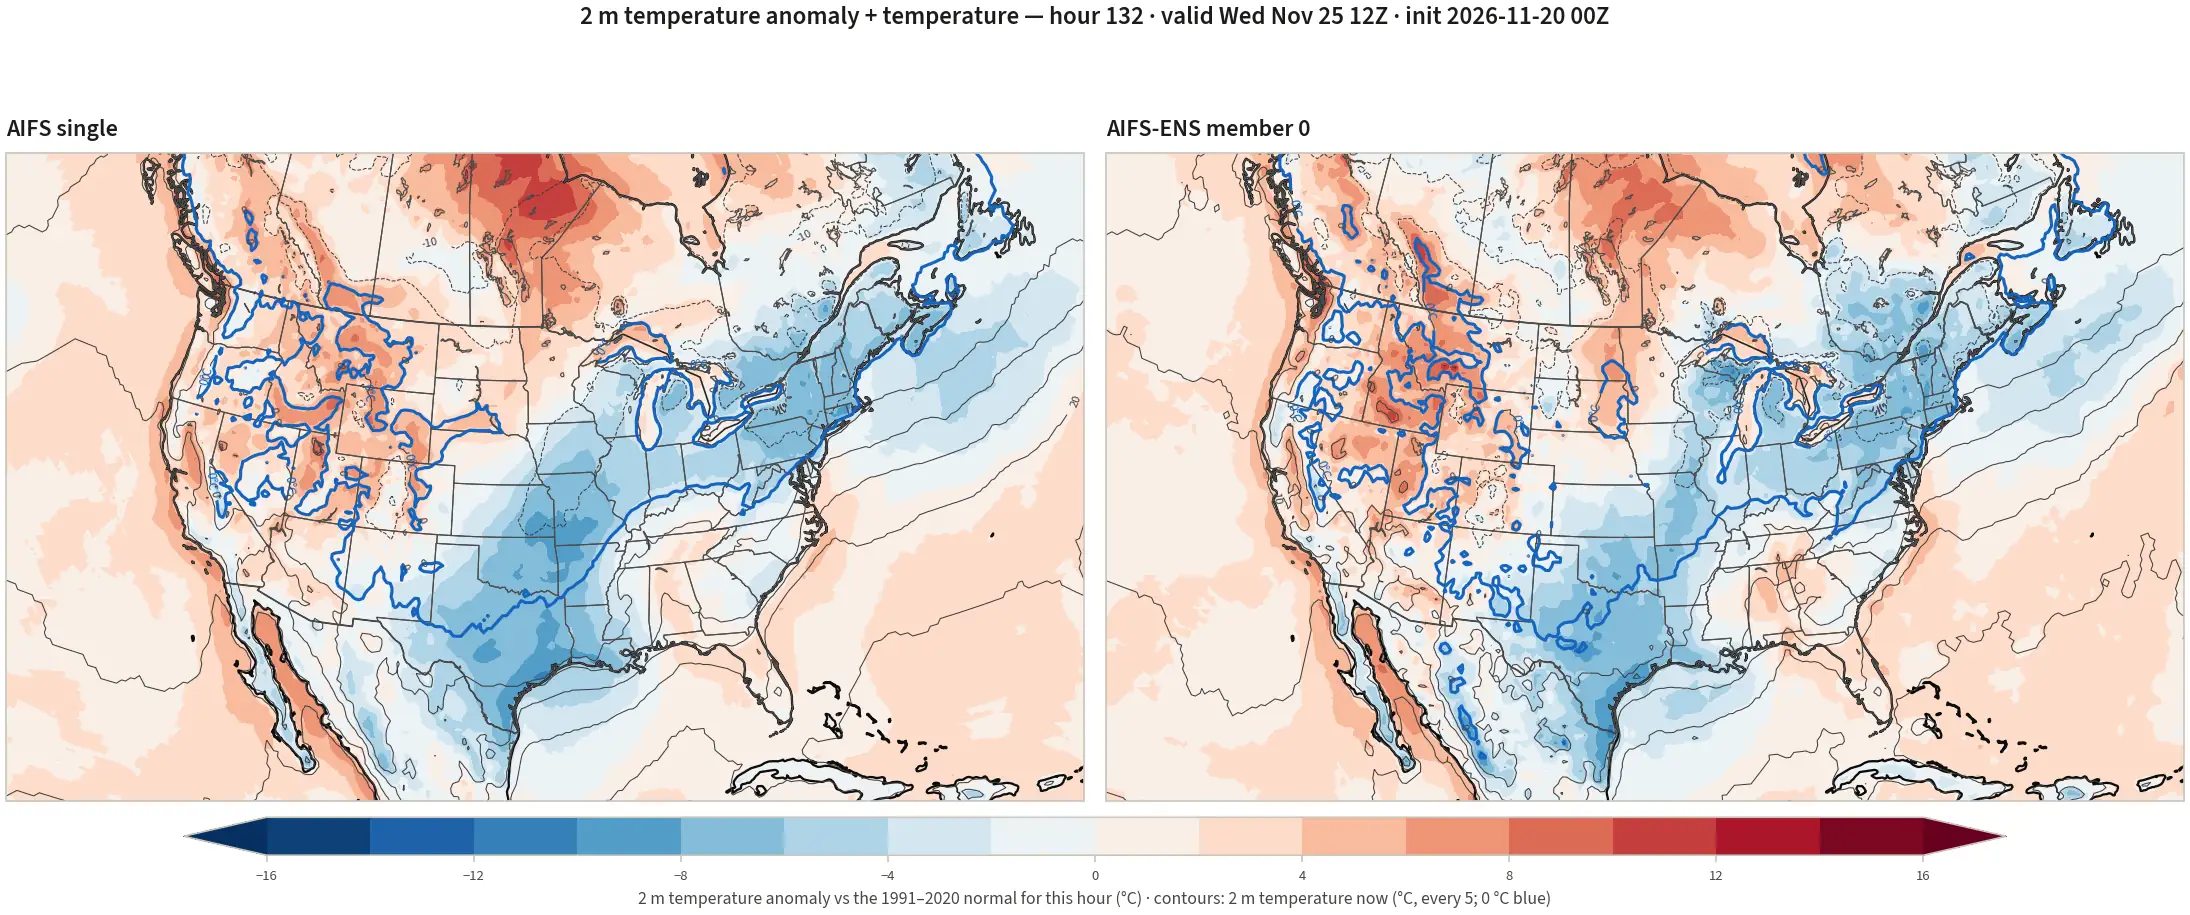 2 m temperature anomaly + temperature — hour 132 · valid Wed Nov 25 12Z · init 2026-11-20 00Z
AIFS single
AIFS-ENS member 0
-10
-10
20
−16 −12 −8 −4 0 4 8 12 16
2 m temperature anomaly vs the 1991–2020 normal for this hour (°C) · contours: 2 m temperature now (°C, every 5; 0 °C blue)